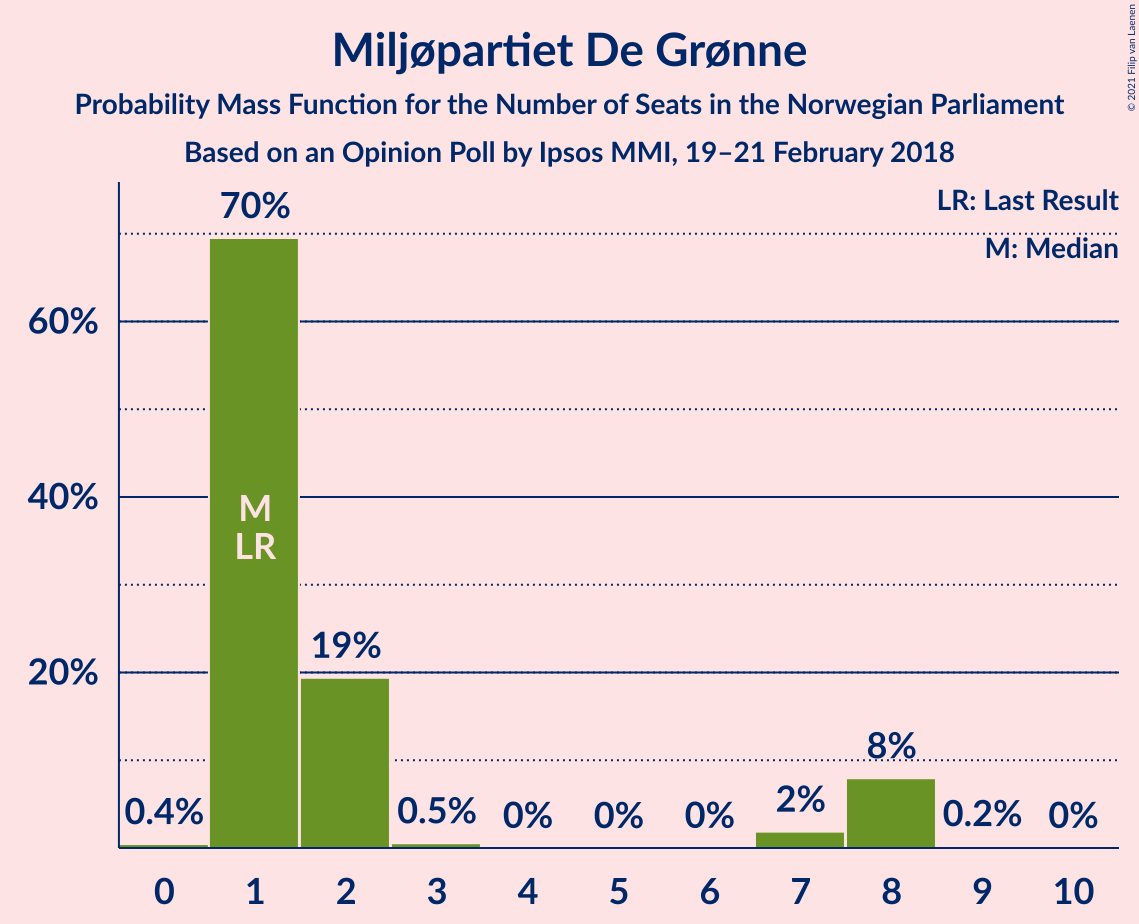 Miljøpartiet De Grønne
Probability Mass Function for the Number of Seats in the Norwegian Parliament
Based on an Opinion Poll by Ipsos MMI, 19–21 February 2018
© 2021 Filip van Laenen
LR: Last Result
M: Median
60%
40%
20%
70%
M
LR
0.4%
19%
0.5%
0%
0%
0%
2%
8%
0.2%
0%
0 1 2 3 4 5 6 7 8 9 10